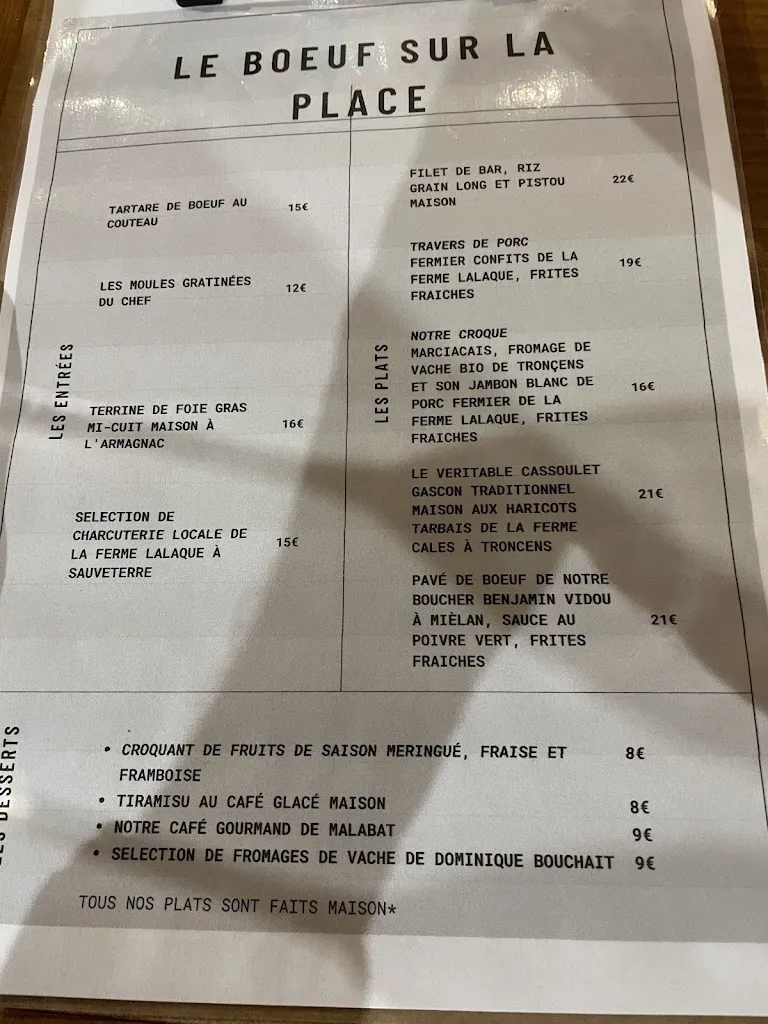 LE BOEUF SUR LA
PLACE
LES ENTRÉES
TARTARE DE BOEUF AU
COUTEAU
15€
LES MOULES GRATINÉES
DU CHEF
12€
TERRINE DE FOIE GRAS
MI-CUIT MAISON À
L'ARMAGNAC
16€
SELECTION DE
CHARCUTERIE LOCALE DE
LA FERME LALAQUE À
SAUVETERRE
15€
LES PLATS
FILET DE BAR, RIZ
GRAIN LONG ET PISTOU
MAISON
22€
TRAVERS DE PORC
FERMIER CONFITS DE LA
FERME LALAQUE, FRITES
FRAICHES
19€
NOTRE CROQUE
MARCIACAIS, FROMAGE DE
VACHE BIO DE TRONÇENS
ET SON JAMBON BLANC DE
PORC FERMIER DE LA
FERME LALAQUE, FRITES
FRAICHES
16€
LE VERITABLE CASSOULET
GASCON TRADITIONNEL
MAISON AUX HARICOTS
TARBAIS DE LA FERME
CALES À TRONCENS
21€
PAVÉ DE BOEUF DE NOTRE
BOUCHER BENJAMIN VIDOU
À MIÈLAN, SAUCE AU
POIVRE VERT, FRITES
FRAICHES
21€
LES DESSERTS
• CROQUANT DE FRUITS DE SAISON MERINGUÉ, FRAISE ET
FRAMBOISE
8€
• TIRAMISU AU CAFÉ GLACÉ MAISON 8€
• NOTRE CAFÉ GOURMAND DE MALABAT 9€
• SELECTION DE FROMAGES DE VACHE DE DOMINIQUE BOUCHAIT 9€
TOUS NOS PLATS SONT FAITS MAISON*